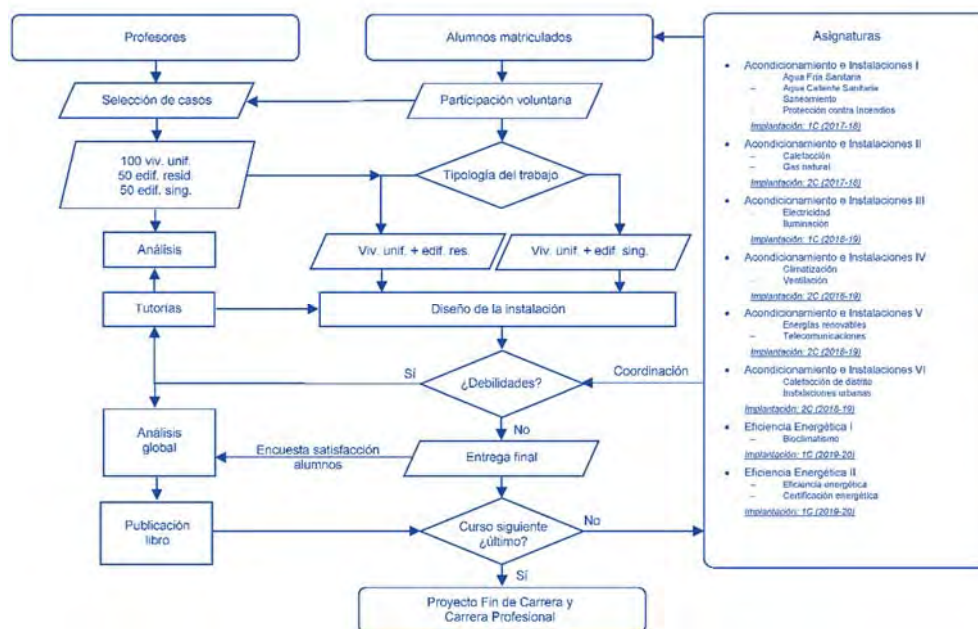 Profesores
Alumnos matriculados
Selección de casos
Participación voluntaria
100 viv. unif.
50 edif. resid.
50 edif. sing.
Tipología del trabajo
Análisis
Viv. unif. + edif. res.
Viv. unif. + edif. sing.
Tutorías
Diseño de la instalación
Sí
¿Debilidades?
Coordinación
No
Análisis
global
Encuesta satisfacción
alumnos
Entrega final
Publicación
libro
Curso siguiente
¿último?
No
Sí
Proyecto Fin de Carrera y
Carrera Profesional
Asignaturas
• Acondicionamiento e Instalaciones I
Agua Fría Sanitaria
– Agua Caliente Sanitaria
Saneamiento
– Protección contra Incendios
Implantación: 1C (2017-18)
• Acondicionamiento e Instalaciones II
– Calefacción
– Gas natural
Implantación: 2C (2017-18)
• Acondicionamiento e Instalaciones III
– Electricidad
Iluminación
Implantación: 1C (2018-19)
• Acondicionamiento e Instalaciones IV
– Climatización
– Ventilación
Implantación: 2C (2018-19)
• Acondicionamiento e Instalaciones V
Energías renovables
– Telecomunicaciones
Implantación: 2C (2018-19)
• Acondicionamiento e Instalaciones VI
– Calefacción de distrito
Instalaciones urbanas
Implantación: 2C (2018-19)
• Eficiencia Energética I
– Bioclimatismo
Implantación: 1C (2019-20)
• Eficiencia Energética II
– Eficiencia energética
– Certificación energética
Implantación: 1C (2019-20)